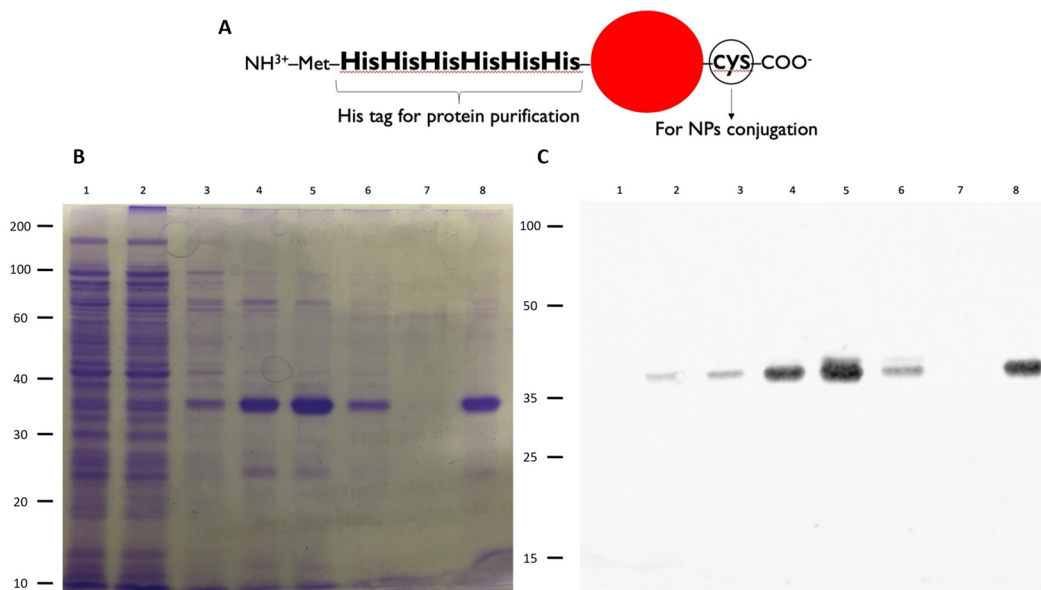 A
NH³⁺–Met–HisHisHisHisHisHis– –cys–COO⁻
His tag for protein purification
For NPs conjugation
B
1 2 3 4 5 6 7 8
200
100
60
40
30
20
10
C
1 2 3 4 5 6 7 8
100
50
35
25
15